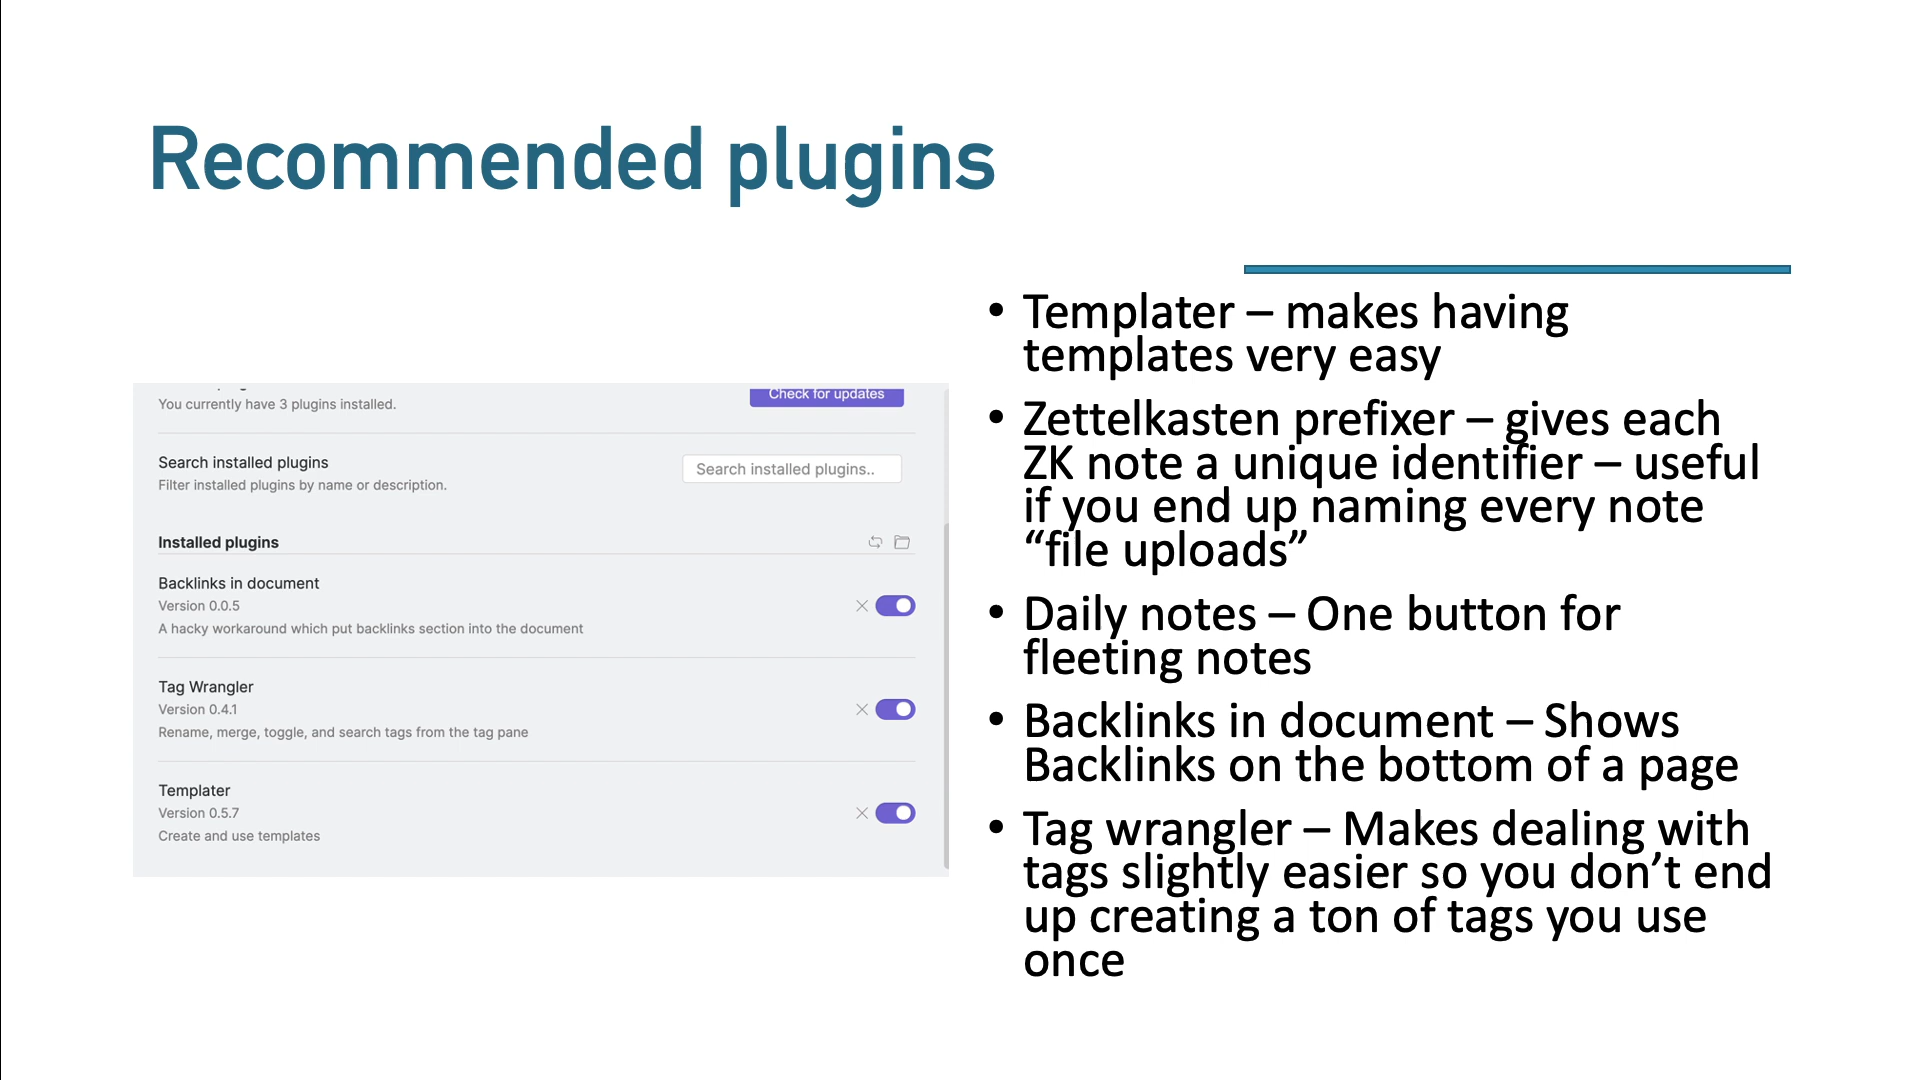 Recommended plugins
You currently have 3 plugins installed.
Check for updates
Search installed plugins
Search installed plugins..
Filter installed plugins by name or description.
Installed plugins
Backlinks in document
Version 0.0.5
A hacky workaround which put backlinks section into the document
Tag Wrangler
Version 0.4.1
Rename, merge, toggle, and search tags from the tag pane
Templater
Version 0.5.7
Create and use templates
• Templater – makes having
templates very easy
• Zettelkasten prefixer – gives each
ZK note a unique identifier – useful
if you end up naming every note
“file uploads”
• Daily notes – One button for
fleeting notes
• Backlinks in document – Shows
Backlinks on the bottom of a page
• Tag wrangler – Makes dealing with
tags slightly easier so you don’t end
up creating a ton of tags you use
once